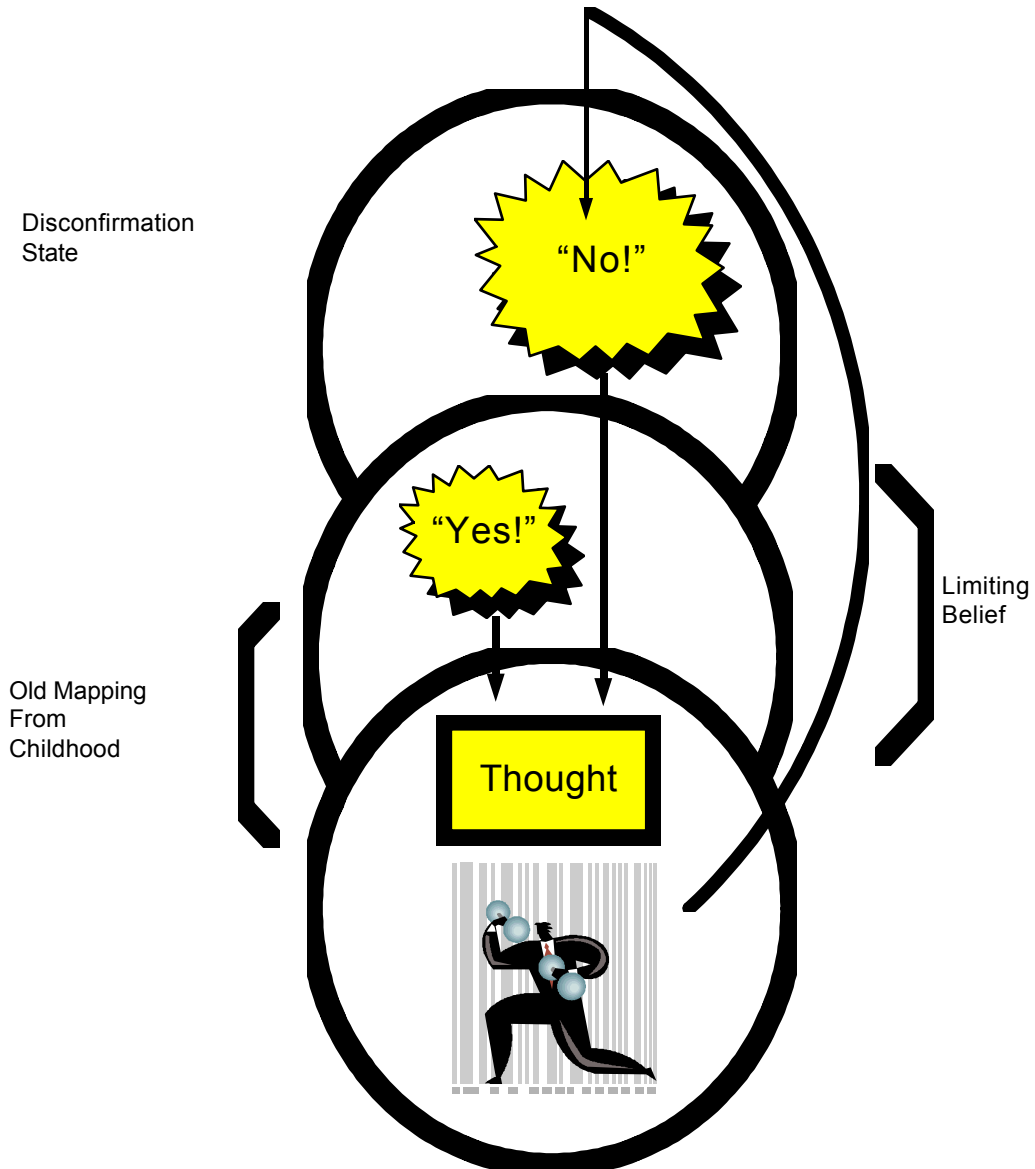 Disconfirmation
State
“No!”
“Yes!”
Limiting
Belief
Old Mapping
From
Childhood
Thought